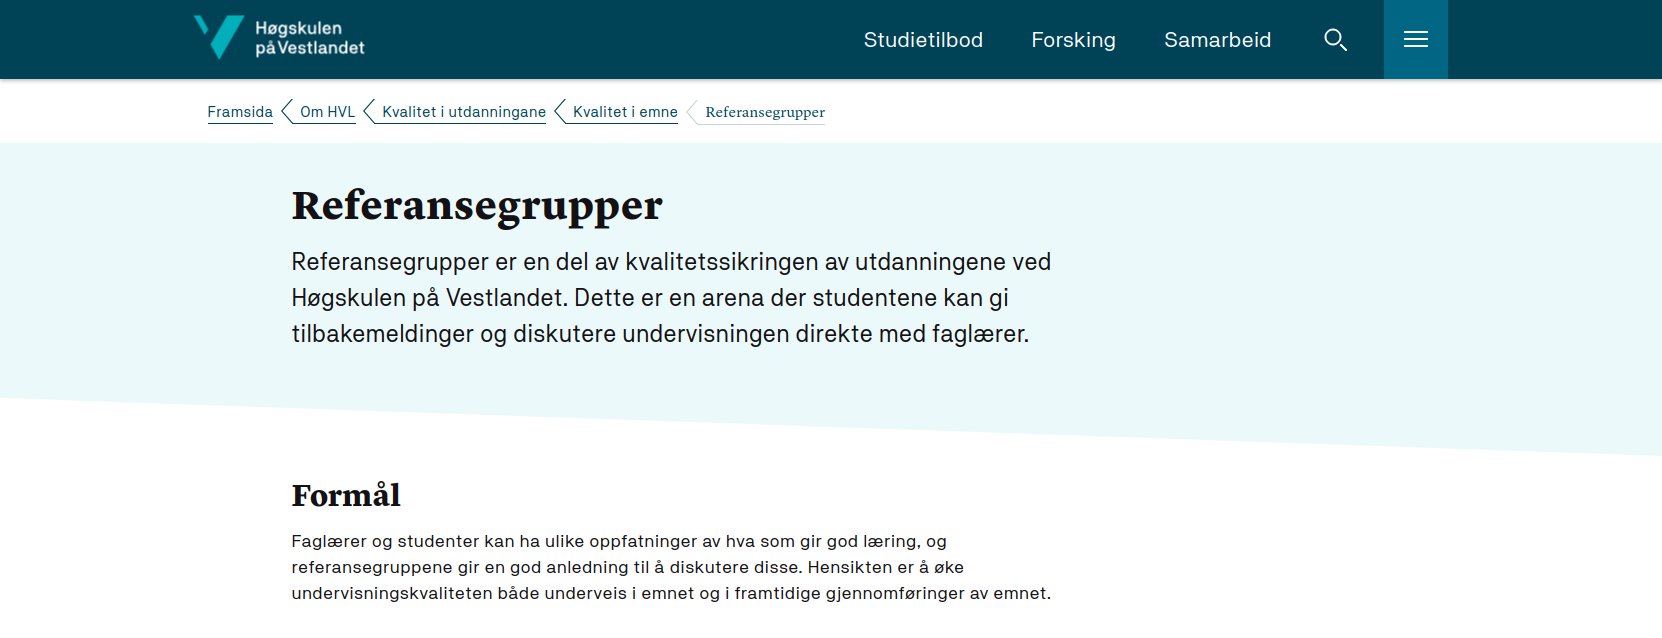 Høgskulen
på Vestlandet
Studietilbod
Forsking
Samarbeid
Framsida
Om HVL
Kvalitet i utdanningane
Kvalitet i emne
Referansegrupper
Referansegrupper
Referansegrupper er en del av kvalitetssikringen av utdanningene ved
Høgskulen på Vestlandet. Dette er en arena der studentene kan gi
tilbakemeldinger og diskutere undervisningen direkte med faglærer.
Formål
Faglærer og studenter kan ha ulike oppfatninger av hva som gir god læring, og
referansegruppene gir en god anledning til å diskutere disse. Hensikten er å øke
undervisningskvaliteten både underveis i emnet og i framtidige gjennomføringer av emnet.